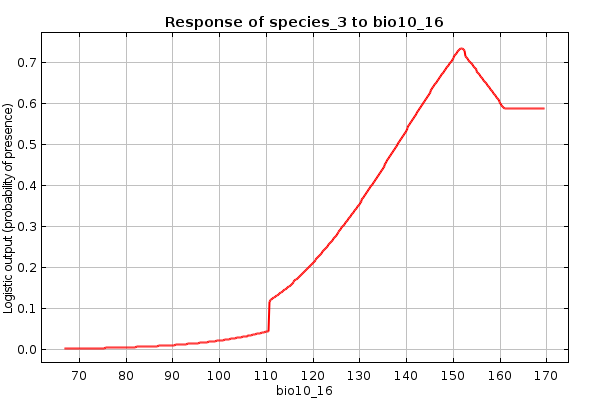 Response of species_3 to bio10_16
Logistic output (probability of presence)
0.7
0.6
0.5
0.4
0.3
0.2
0.1
0.0
70 80 90 100 110 120 130 140 150 160 170
bio10_16